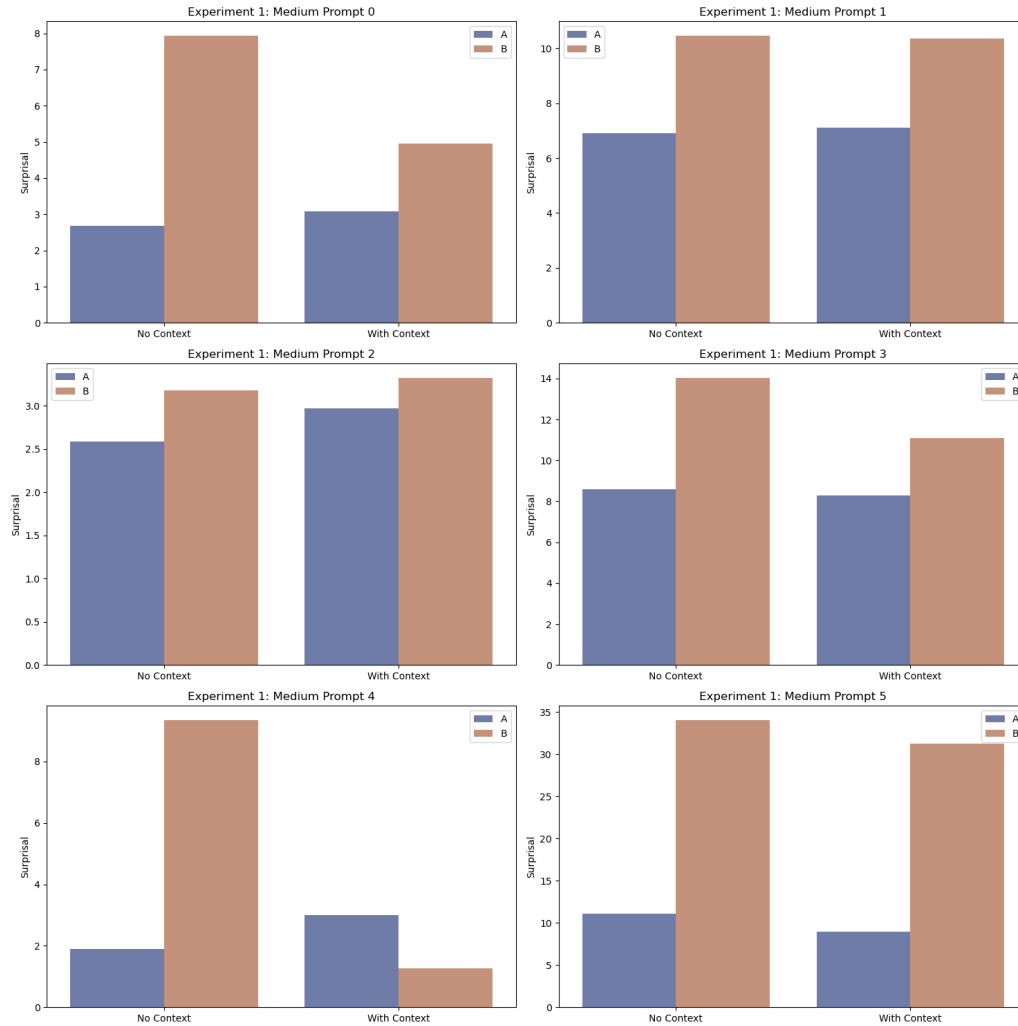 Experiment 1: Medium Prompt 0
A
B
Surprisal
8
7
6
5
4
3
2
1
0
No Context
With Context
Experiment 1: Medium Prompt 1
A
B
Surprisal
10
8
6
4
2
0
No Context
With Context
Experiment 1: Medium Prompt 2
A
B
Surprisal
3.0
2.5
2.0
1.5
1.0
0.5
0.0
No Context
With Context
Experiment 1: Medium Prompt 3
A
B
Surprisal
14
12
10
8
6
4
2
0
No Context
With Context
Experiment 1: Medium Prompt 4
A
B
Surprisal
8
6
4
2
0
No Context
With Context
Experiment 1: Medium Prompt 5
A
B
Surprisal
35
30
25
20
15
10
5
0
No Context
With Context